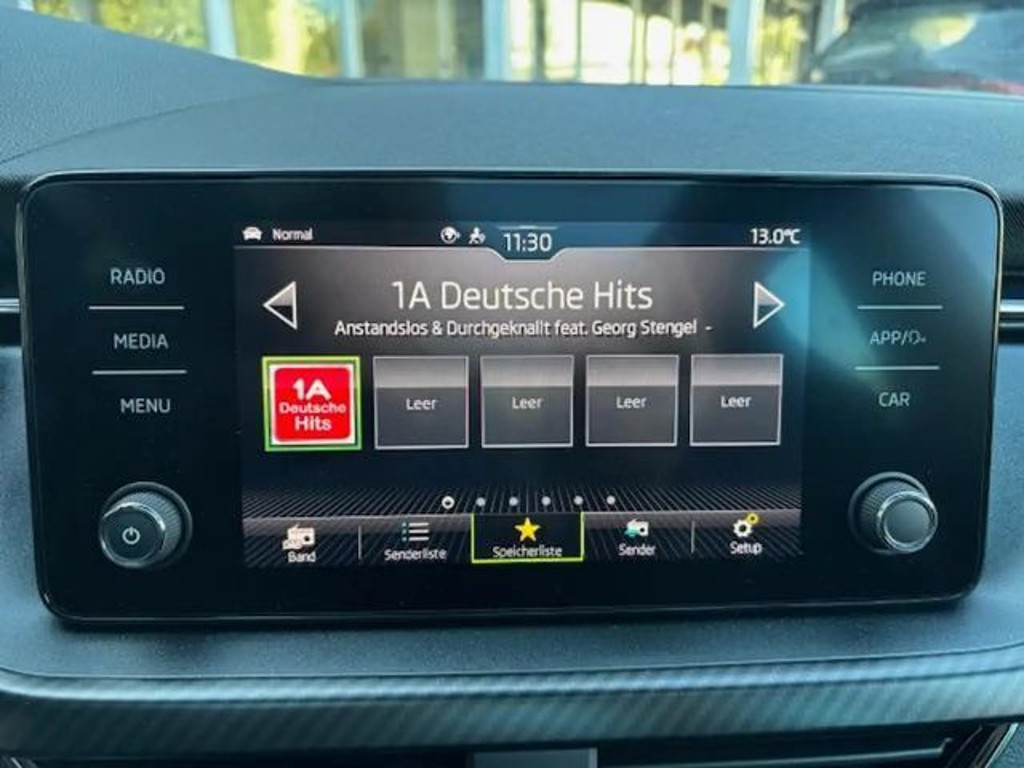 Normal
11:30
13.0°C
RADIO
MEDIA
MENU
1A Deutsche Hits
Anstandslos & Durchgeknallt feat. Georg Stengel -
1A
Deutsche
Hits
Leer
Leer
Leer
Leer
Band
Senderliste
Speicherliste
Sender
Setup
PHONE
APP/
CAR